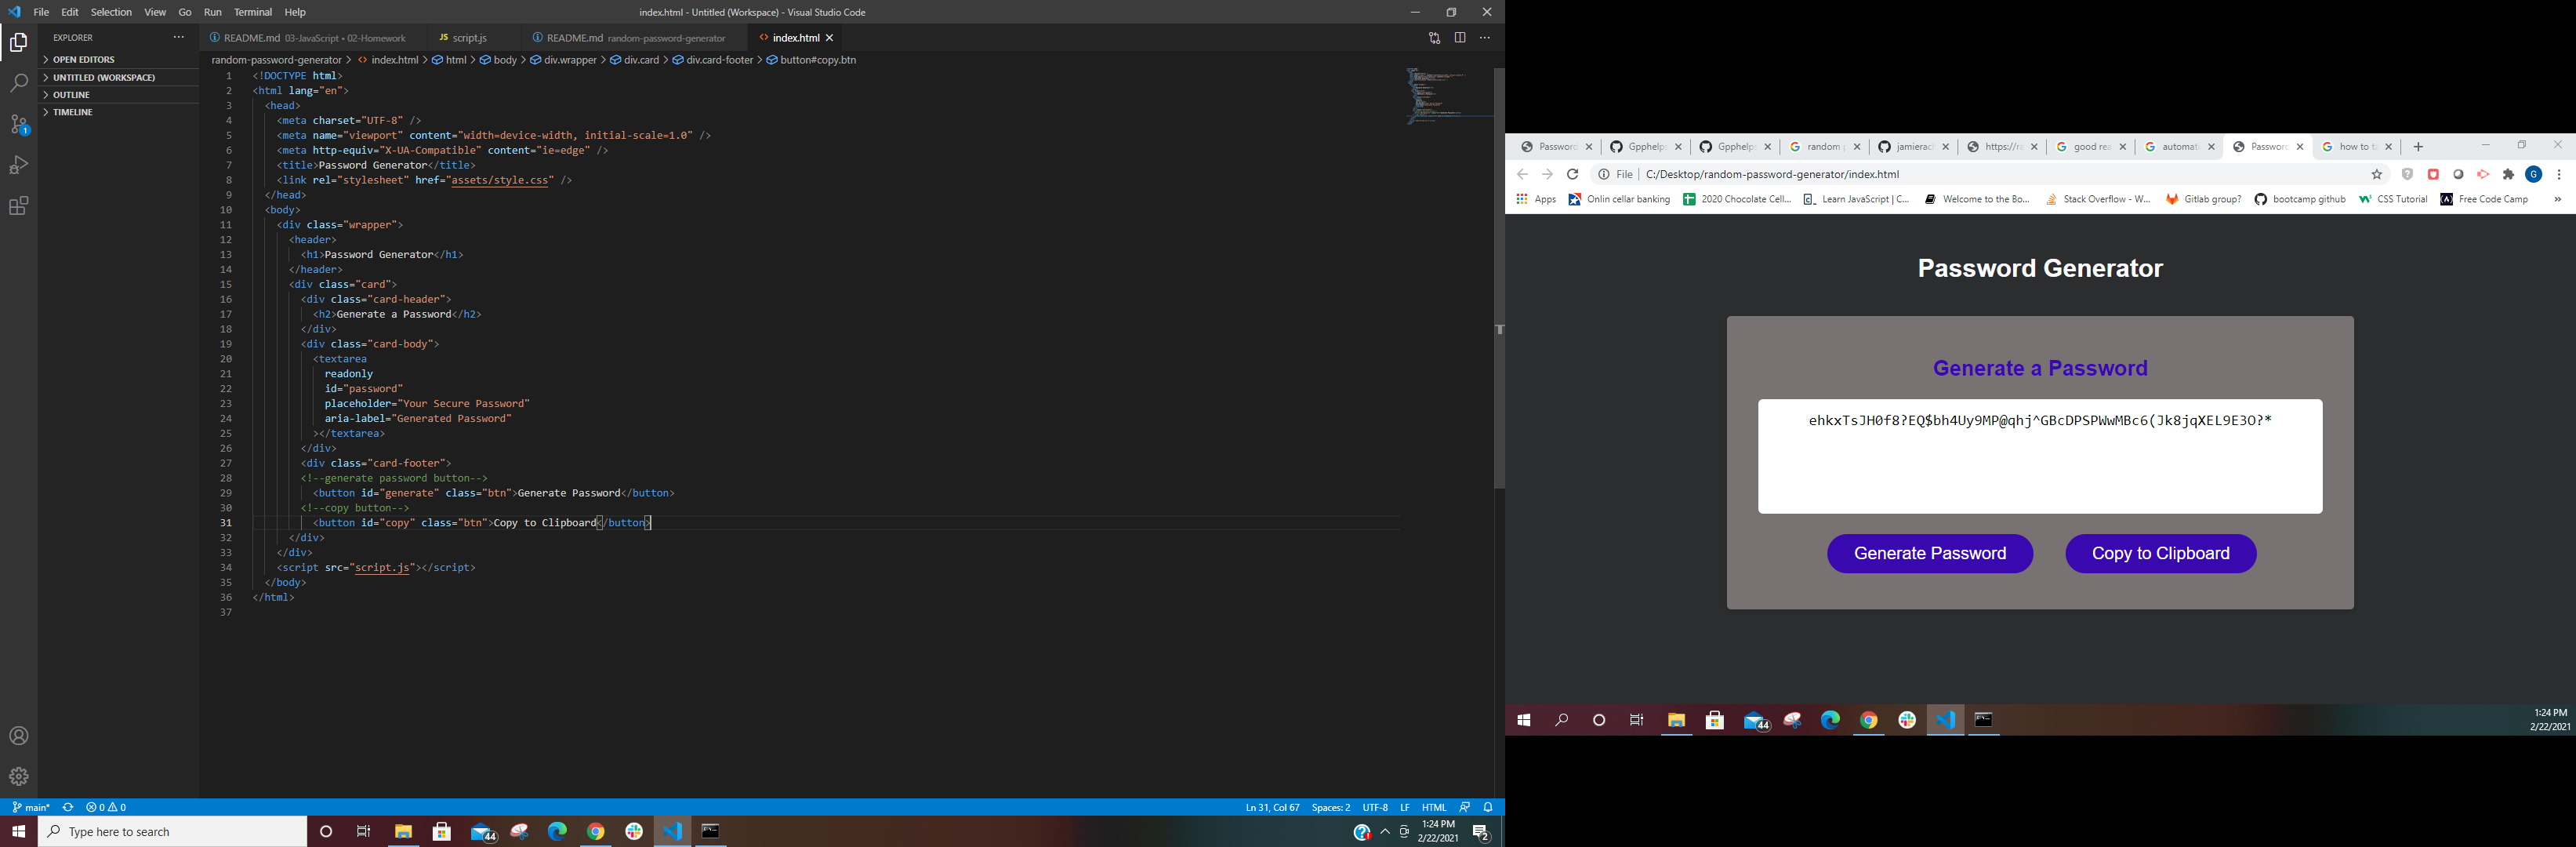 File Edit Selection View Go Run Terminal Help
index.html - Untitled (Workspace) - Visual Studio Code
EXPLORER
OPEN EDITORS
UNTITLED (WORKSPACE)
OUTLINE
TIMELINE
README.md 03-JavaScript • 02-Homework
JS script.js
README.md random-password-generator
index.html
random-password-generator > index.html > html > body > div.wrapper > div.card > div.card-footer > button#copy.btn
1 <!DOCTYPE html>
2 <html lang="en">
3 <head>
4 <meta charset="UTF-8" />
5 <meta name="viewport" content="width=device-width, initial-scale=1.0" />
6 <meta http-equiv="X-UA-Compatible" content="ie=edge" />
7 <title>Password Generator</title>
8 <link rel="stylesheet" href="assets/style.css" />
9 </head>
10 <body>
11 <div class="wrapper">
12 <header>
13 <h1>Password Generator</h1>
14 </header>
15 <div class="card">
16 <div class="card-header">
17 <h2>Generate a Password</h2>
18 </div>
19 <div class="card-body">
20 <textarea
21 readonly
22 id="password"
23 placeholder="Your Secure Password"
24 aria-label="Generated Password"
25 ></textarea>
26 </div>
27 <div class="card-footer">
28 <!--generate password button-->
29 <button id="generate" class="btn">Generate Password</button>
30 <!--copy button-->
31 <button id="copy" class="btn">Copy to Clipboard</button>
32 </div>
33 </div>
34 <script src="script.js"></script>
35 </body>
36 </html>
37
1
main* 0 0
Ln 31, Col 67 Spaces: 2 UTF-8 LF HTML
Type here to search
44
1:24 PM
2/22/2021
2
Password
Gpphelps
Gpphelps
random p
jamierach
https://ra
good rea
automati
Password
how to ta
File C:/Desktop/random-password-generator/index.html
G
Apps
Onlin cellar banking
2020 Chocolate Cell...
Learn JavaScript | C...
Welcome to the Bo...
Stack Overflow - W...
Gitlab group?
bootcamp github
CSS Tutorial
Free Code Camp
»
Password Generator
Generate a Password
ehkxTsJH0f8?EQ$bh4Uy9MP@qhj^GBcDPSPWwMBc6(Jk8jqXEL9E3O?*
Generate Password
Copy to Clipboard
44
1:24 PM
2/22/2021